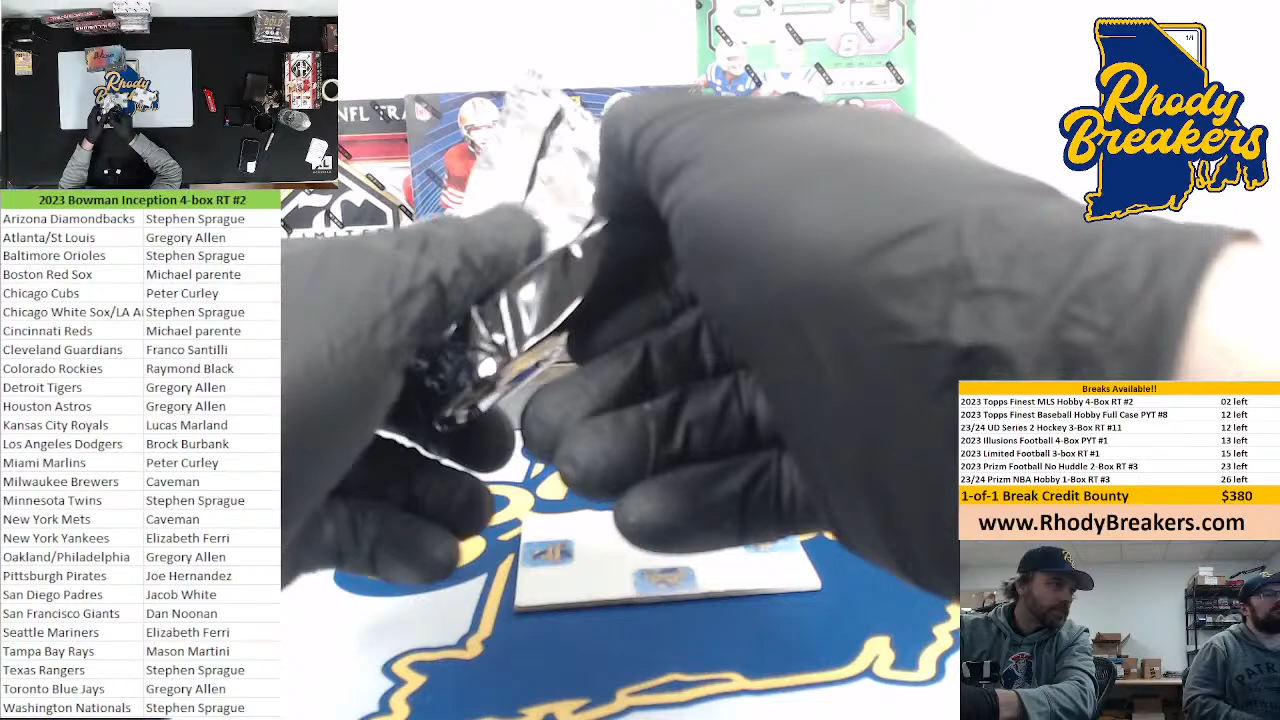 2023 Bowman Inception 4-box RT #2
Arizona Diamondbacks Stephen Sprague
Atlanta/St Louis Gregory Allen
Baltimore Orioles Stephen Sprague
Boston Red Sox Michael parente
Chicago Cubs Peter Curley
Chicago White Sox/LA A Stephen Sprague
Cincinnati Reds Michael parente
Cleveland Guardians Franco Santilli
Colorado Rockies Raymond Black
Detroit Tigers Gregory Allen
Houston Astros Gregory Allen
Kansas City Royals Lucas Marland
Los Angeles Dodgers Brock Burbank
Miami Marlins Peter Curley
Milwaukee Brewers Caveman
Minnesota Twins Stephen Sprague
New York Mets Caveman
New York Yankees Elizabeth Ferri
Oakland/Philadelphia Gregory Allen
Pittsburgh Pirates Joe Hernandez
San Diego Padres Jacob White
San Francisco Giants Dan Noonan
Seattle Mariners Elizabeth Ferri
Tampa Bay Rays Mason Martini
Texas Rangers Stephen Sprague
Toronto Blue Jays Gregory Allen
Washington Nationals Stephen Sprague
Rhody
Breakers
NFL TRA
1/1
Rhody
Breakers
Breaks Available!!
2023 Topps Finest MLS Hobby 4-Box RT #2 02 left
2023 Topps Finest Baseball Hobby Full Case PYT #8 12 left
23/24 UD Series 2 Hockey 3-Box RT #11 12 left
2023 Illusions Football 4-Box PYT #1 13 left
2023 Limited Football 3-box RT #1 15 left
2023 Prizm Football No Huddle 2-Box RT #3 23 left
23/24 Prizm NBA Hobby 1-Box RT #3 26 left
1-of-1 Break Credit Bounty $380
www.RhodyBreakers.com